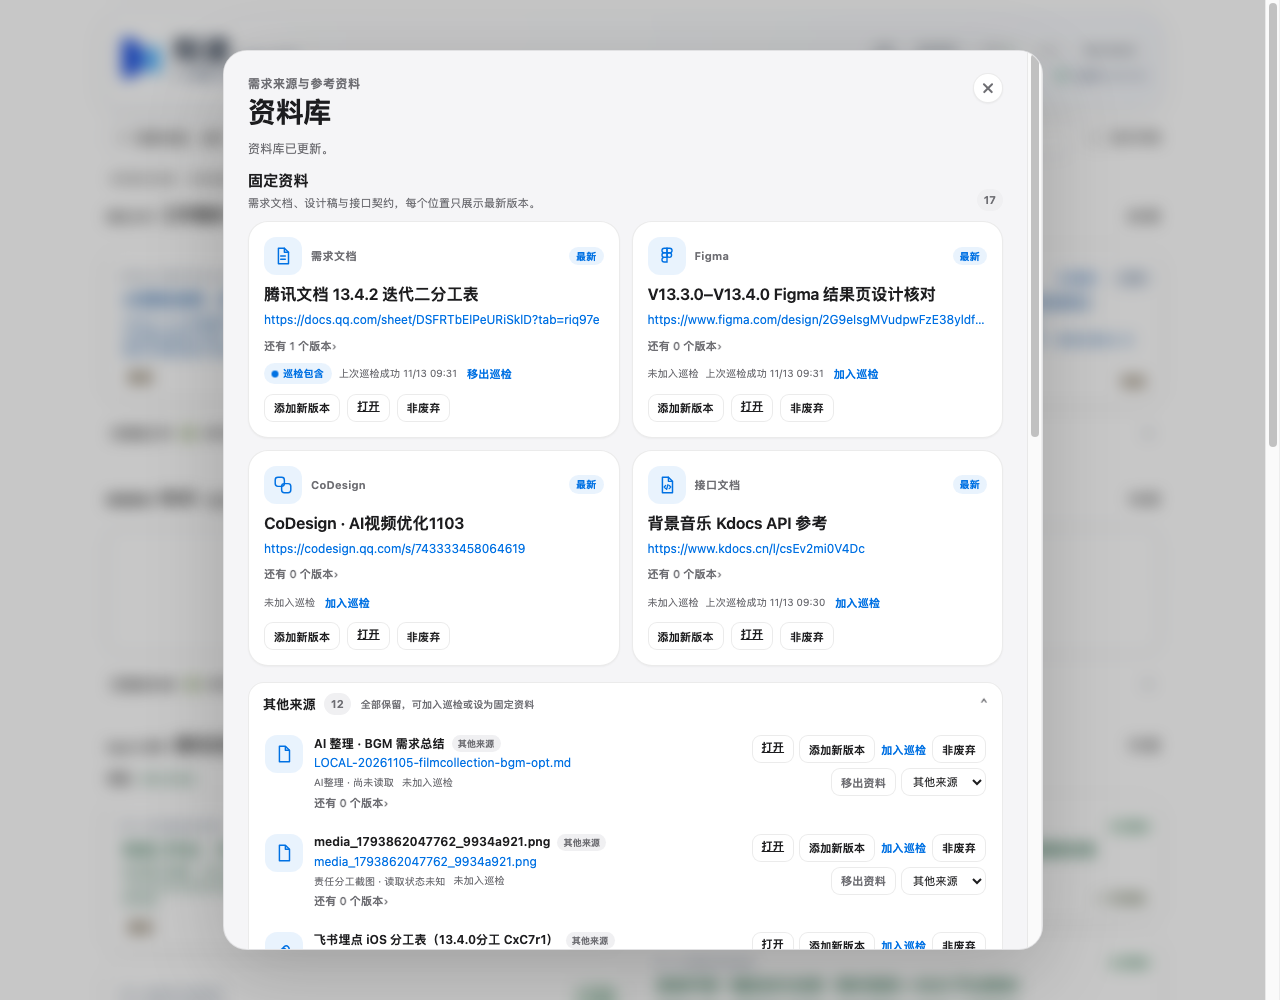 需求来源与参考资料
资料库
资料库已更新。
固定资料
需求文档、设计稿与接口契约，每个位置只展示最新版本。
17
需求文档
最新
腾讯文档 13.4.2 迭代二分工表
https://docs.qq.com/sheet/DSFRTbElPeURiSklD?tab=riq97e
还有 1 个版本›
巡检包含 上次巡检成功 11/13 09:31 移出巡检
添加新版本 打开 非废弃
Figma
最新
V13.3.0–V13.4.0 Figma 结果页设计核对
https://www.figma.com/design/2G9eIsgMVudpwFzE38yldf...
还有 0 个版本›
未加入巡检 上次巡检成功 11/13 09:31 加入巡检
添加新版本 打开 非废弃
CoDesign
最新
CoDesign · AI视频优化1103
https://codesign.qq.com/s/743333458064619
还有 0 个版本›
未加入巡检 加入巡检
添加新版本 打开 非废弃
接口文档
最新
背景音乐 Kdocs API 参考
https://www.kdocs.cn/l/csEv2mi0V4Dc
还有 0 个版本›
未加入巡检 上次巡检成功 11/13 09:30 加入巡检
添加新版本 打开 非废弃
其他来源 12 全部保留，可加入巡检或设为固定资料
AI 整理 · BGM 需求总结 其他来源
LOCAL-20261105-filmcollection-bgm-opt.md
AI整理 · 尚未读取 未加入巡检
还有 0 个版本›
打开 添加新版本 加入巡检 非废弃
移出资料 其他来源
media_1793862047762_9934a921.png 其他来源
media_1793862047762_9934a921.png
责任分工截图 · 读取状态未知 未加入巡检
还有 0 个版本›
打开 添加新版本 加入巡检 非废弃
移出资料 其他来源
飞书埋点 iOS 分工表（13.4.0分工 CxC7r1） 其他来源
打开 添加新版本 加入巡检 非废弃